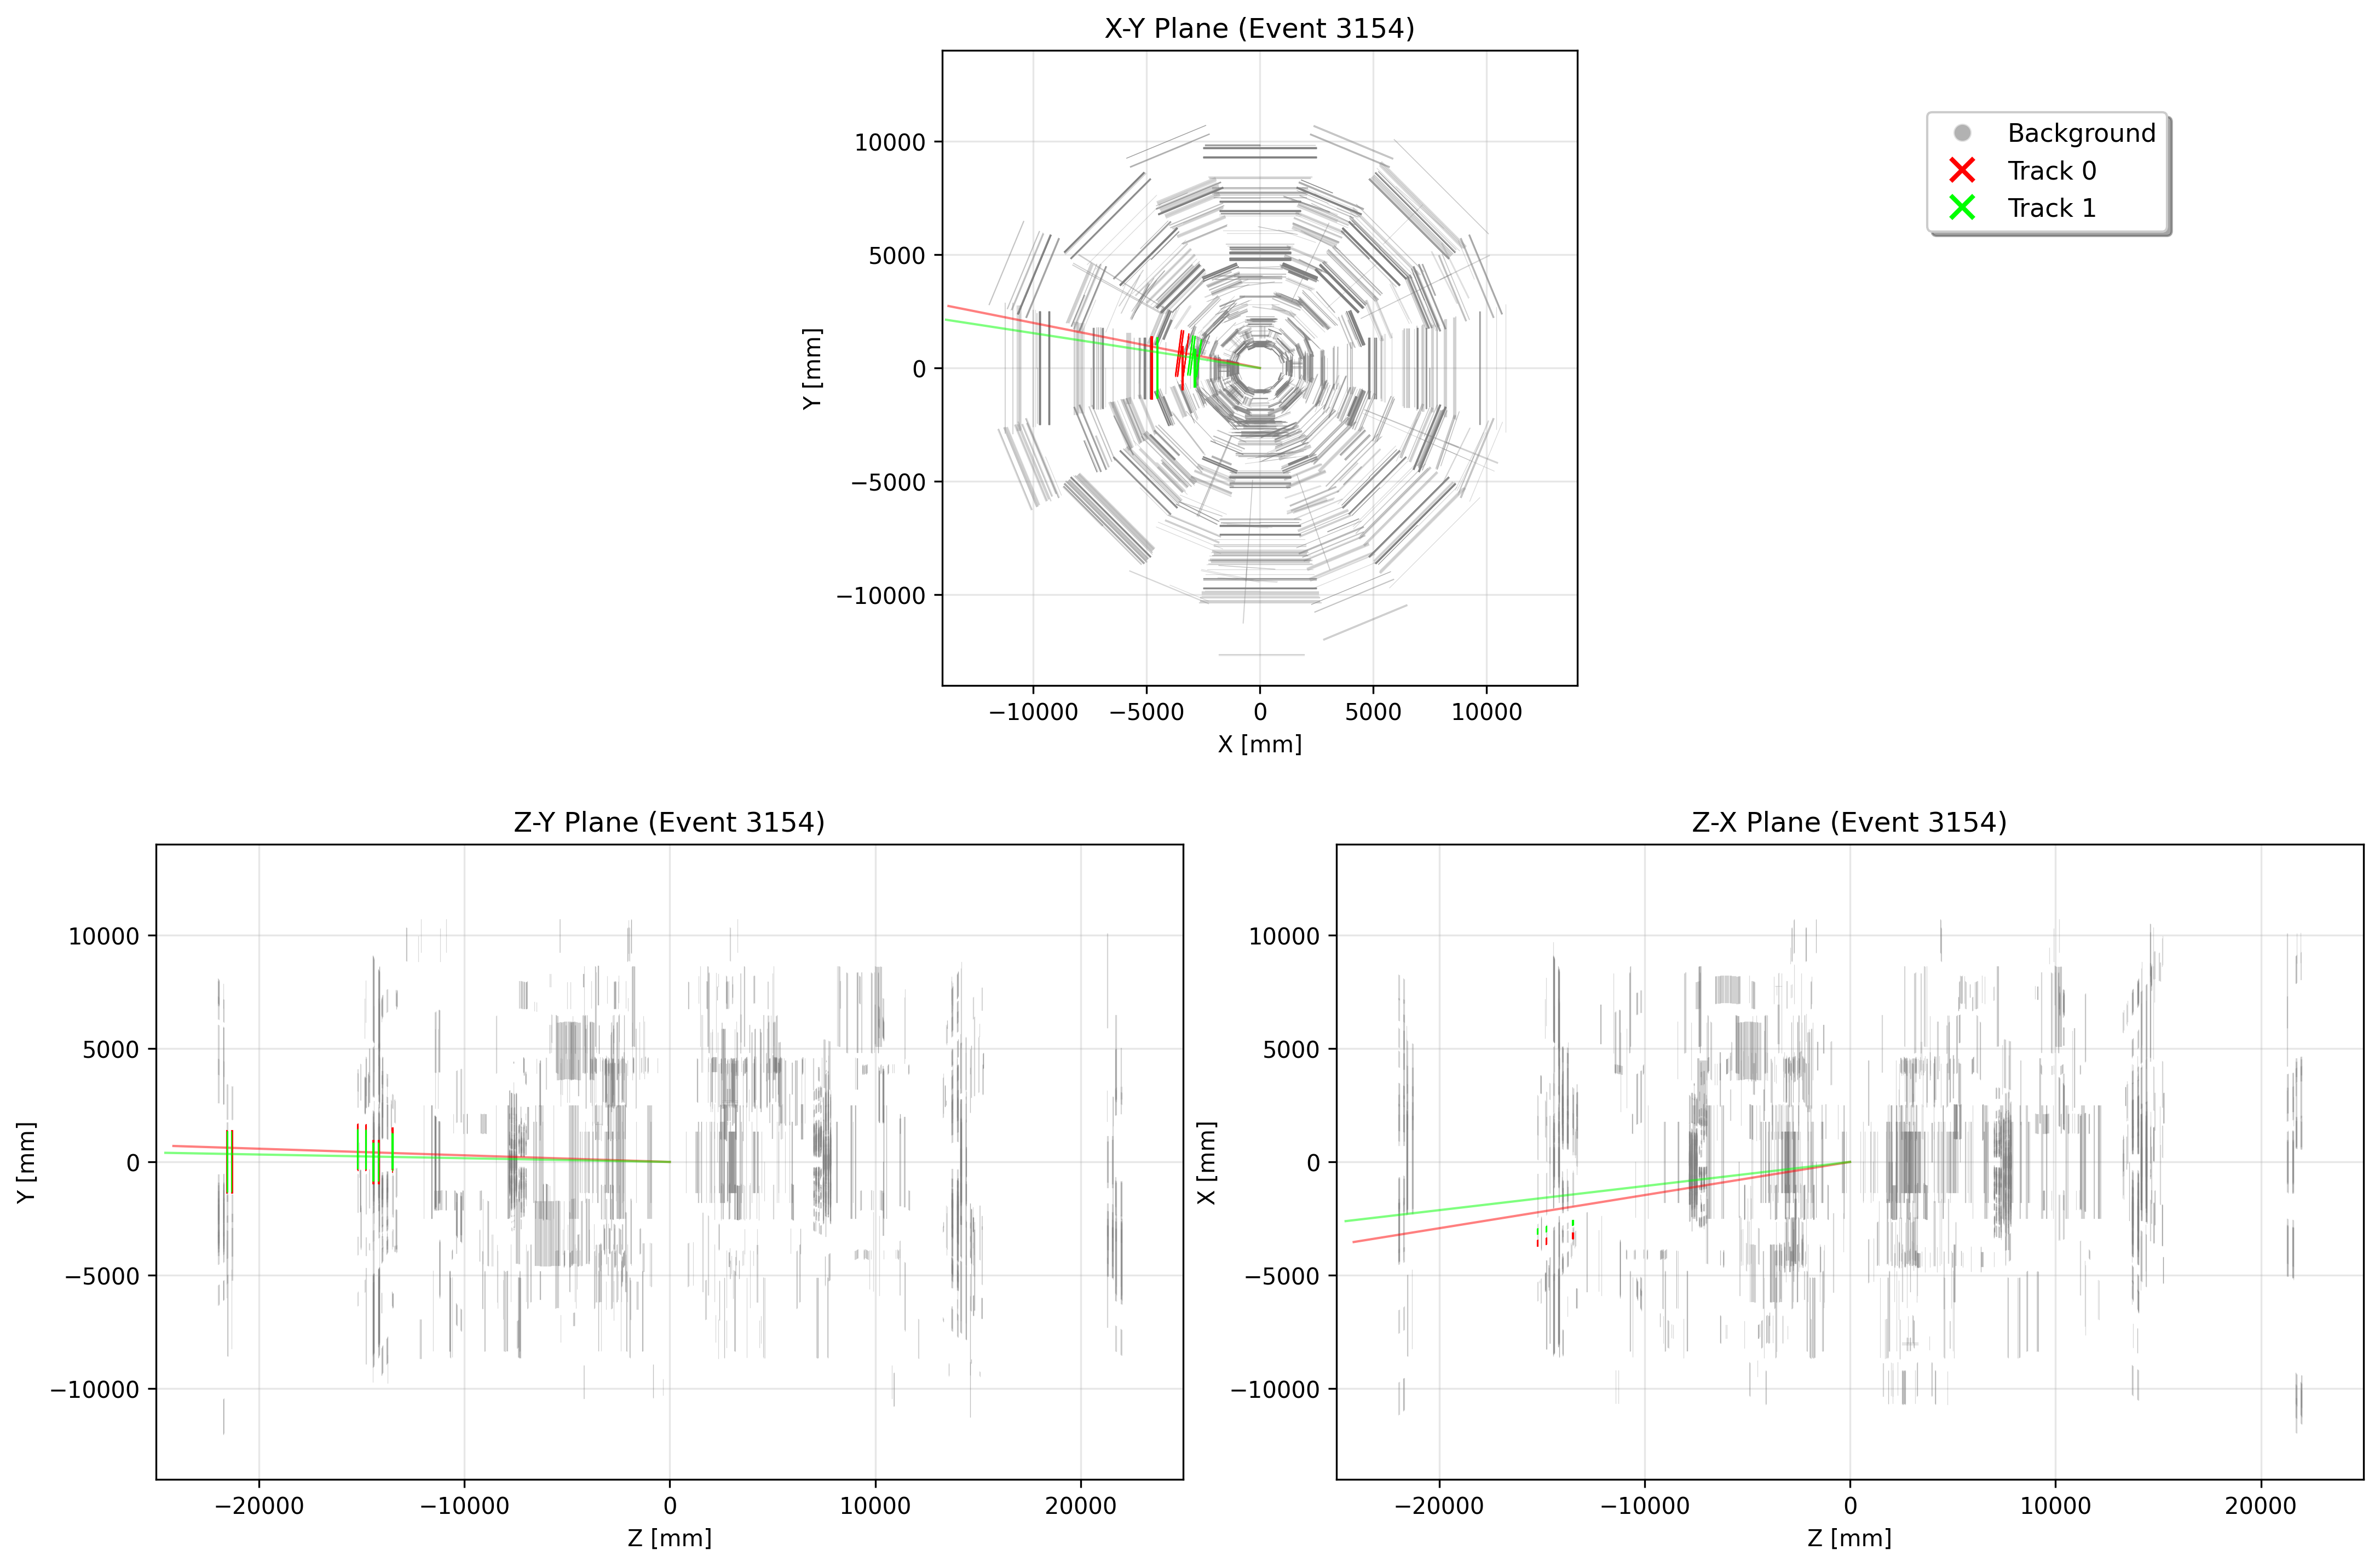 X-Y Plane (Event 3154)
Y [mm]
10000
5000
0
−5000
−10000
−10000 −5000 0 5000 10000
X [mm]
Background
Track 0
Track 1
Z-Y Plane (Event 3154)
Y [mm]
10000
5000
0
−5000
−10000
−20000 −10000 0 10000 20000
Z [mm]
Z-X Plane (Event 3154)
X [mm]
10000
5000
0
−5000
−10000
−20000 −10000 0 10000 20000
Z [mm]